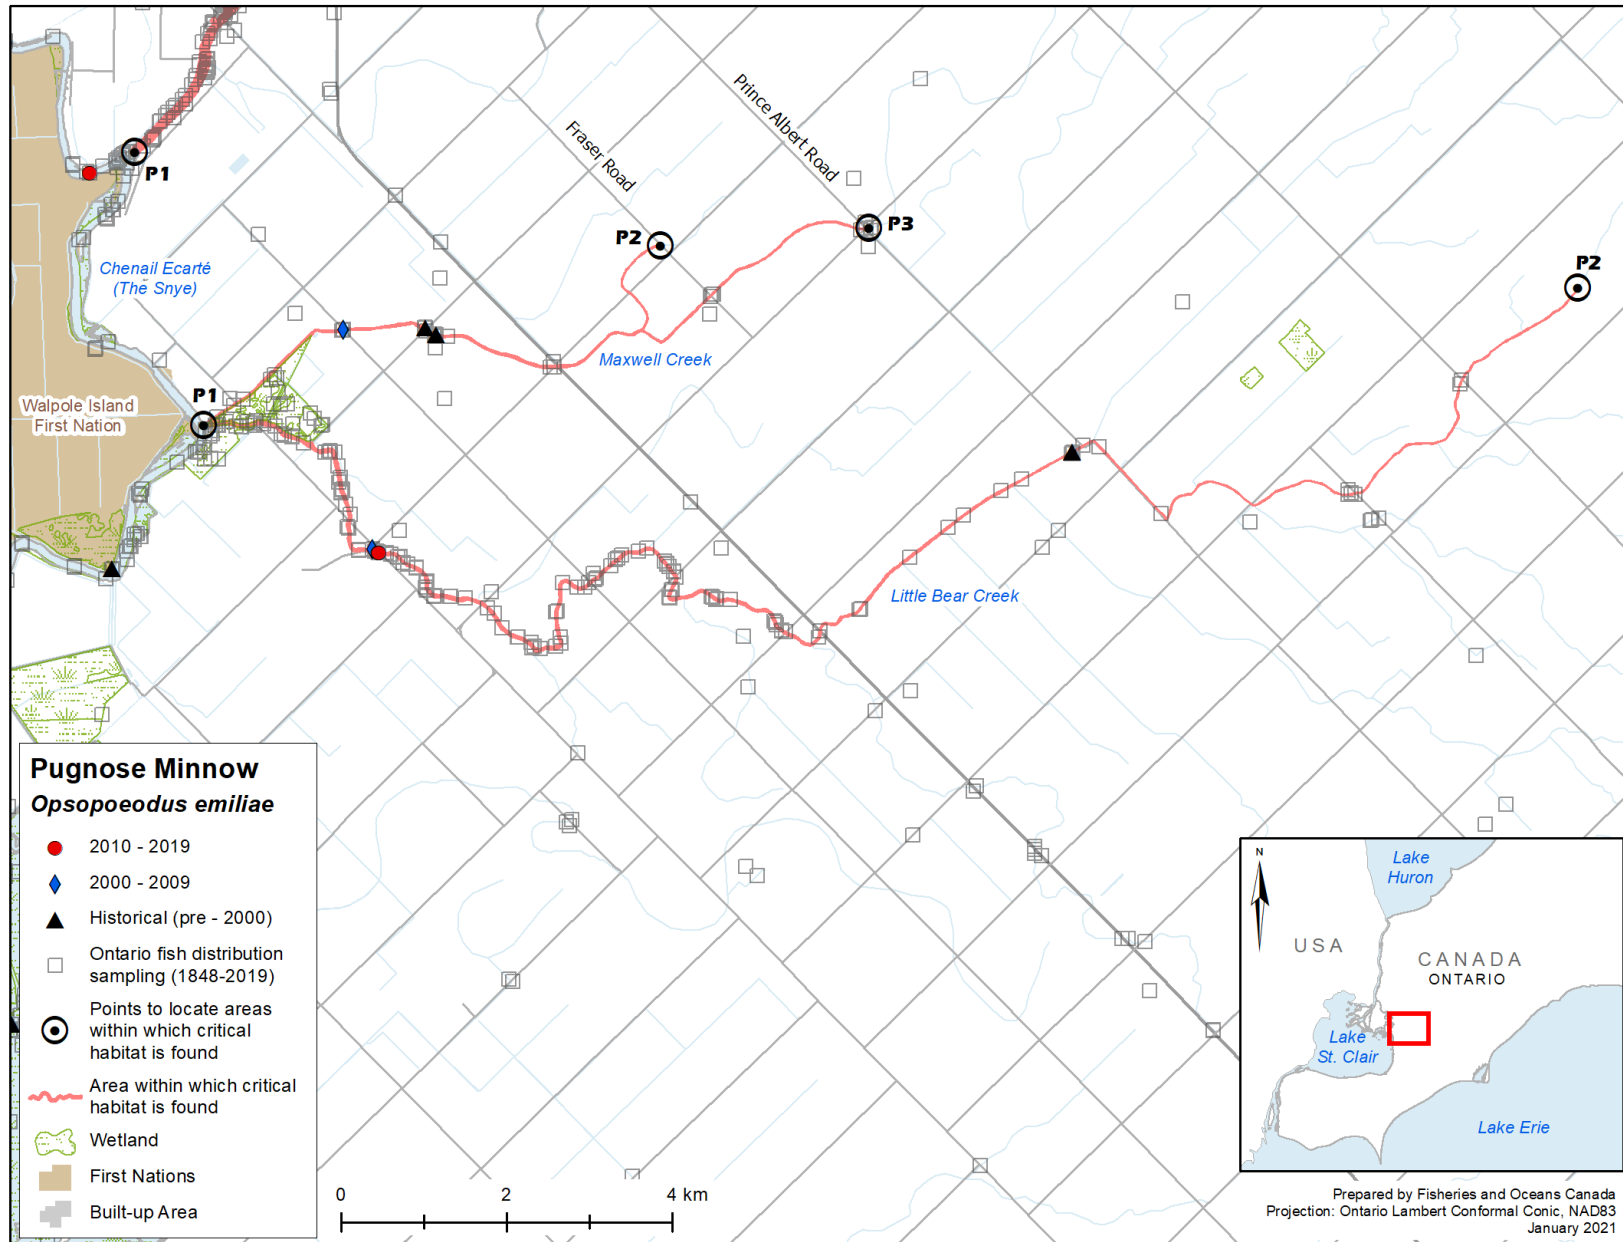 Prince Albert Road
Fraser Road
P1
P2
P3
P2
Chenail Ecarté
(The Snye)
Maxwell Creek
P1
Walpole Island
First Nation
Little Bear Creek
Pugnose Minnow
Opsopoeodus emiliae
2010 - 2019
2000 - 2009
Historical (pre - 2000)
Ontario fish distribution
sampling (1848-2019)
Points to locate areas
within which critical
habitat is found
Area within which critical
habitat is found
Wetland
First Nations
Built-up Area
0 2 4 km
N
Lake
Huron
USA
CANADA
ONTARIO
Lake
St. Clair
Lake Erie
Prepared by Fisheries and Oceans Canada
Projection: Ontario Lambert Conformal Conic, NAD83
January 2021